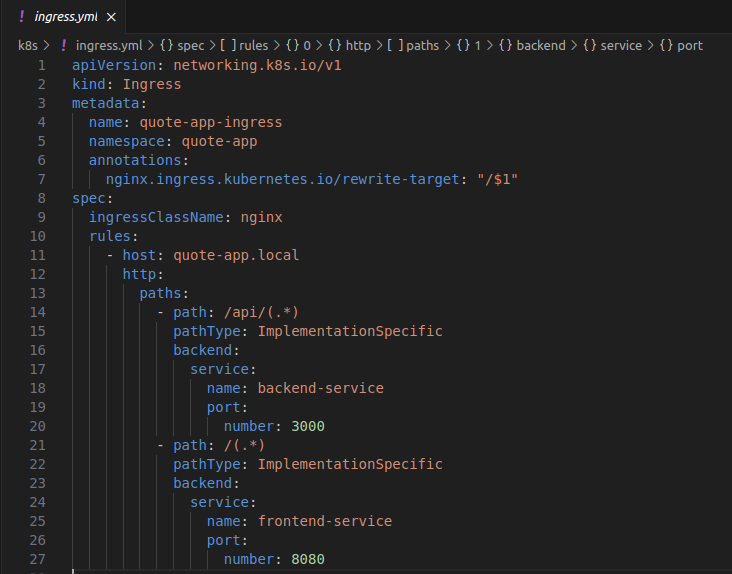 ! ingress.yml ×
k8s > ! ingress.yml > {} spec > [ ] rules > {} 0 > {} http > [ ] paths > {} 1 > {} backend > {} service > {} port
1 apiVersion: networking.k8s.io/v1
2 kind: Ingress
3 metadata:
4   name: quote-app-ingress
5   namespace: quote-app
6   annotations:
7     nginx.ingress.kubernetes.io/rewrite-target: "/$1"
8 spec:
9   ingressClassName: nginx
10   rules:
11     - host: quote-app.local
12       http:
13         paths:
14           - path: /api/(.*)
15             pathType: ImplementationSpecific
16             backend:
17               service:
18                 name: backend-service
19                 port:
20                   number: 3000
21           - path: /(.*)
22             pathType: ImplementationSpecific
23             backend:
24               service:
25                 name: frontend-service
26                 port:
27                   number: 8080